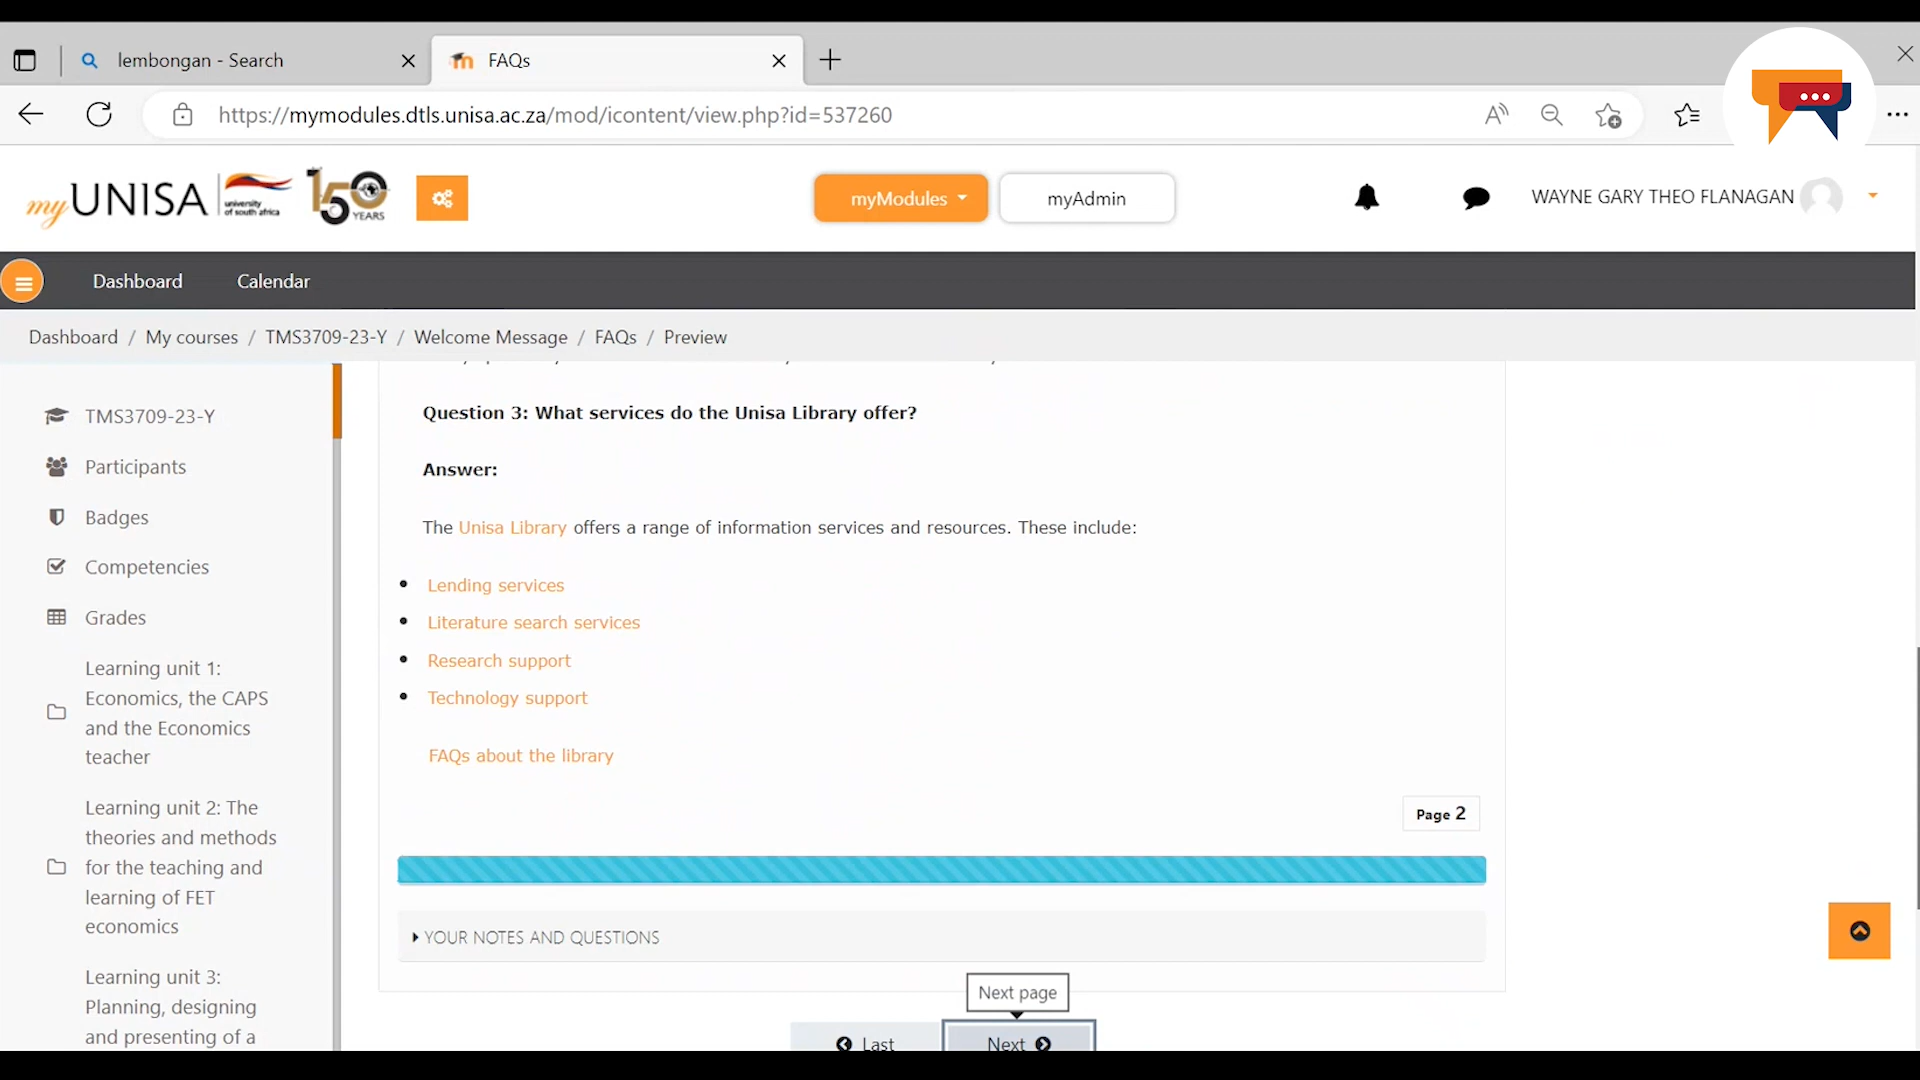 lembongan - Search
FAQs
https://mymodules.dtls.unisa.ac.za/mod/icontent/view.php?id=537260
myUNISA university of south africa 150 YEARS
myModules
myAdmin
WAYNE GARY THEO FLANAGAN
Dashboard
Calendar
Dashboard / My courses / TMS3709-23-Y / Welcome Message / FAQs / Preview
TMS3709-23-Y
Participants
Badges
Competencies
Grades
Learning unit 1:
Economics, the CAPS
and the Economics
teacher
Learning unit 2: The
theories and methods
for the teaching and
learning of FET
economics
Learning unit 3:
Planning, designing
and presenting of a
Question 3: What services do the Unisa Library offer?
Answer:
The Unisa Library offers a range of information services and resources. These include:
• Lending services
• Literature search services
• Research support
• Technology support
FAQs about the library
Page 2
YOUR NOTES AND QUESTIONS
Next page
Last
Next